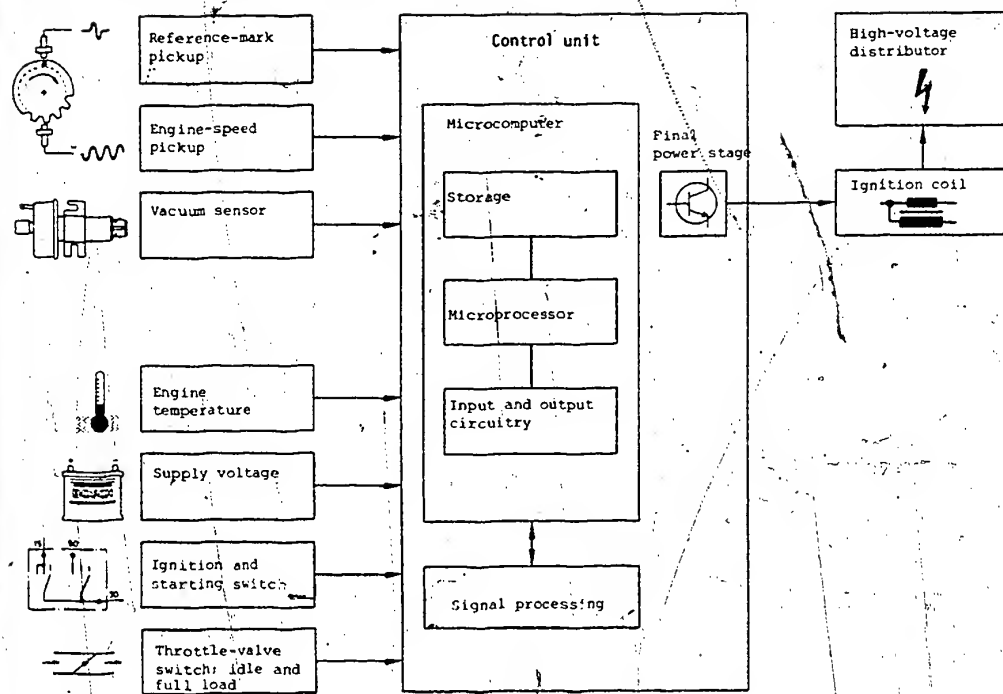 Reference-mark
pickup
Engine-speed
pickup
Vacuum sensor
Engine
temperature
Supply voltage
Ignition and
starting switch
Throttle-valve
switch; idle and
full load
Control unit
Microcomputer
Storage
Microprocessor
Input and output
circuitry
Signal processing
Final
power stage
High-voltage
distributor
Ignition coil